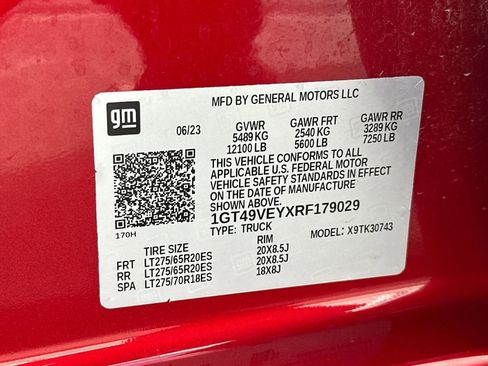 MFD BY GENERAL MOTORS LLC
gm
06/23 GVWR GAWR FRT GAWR RR
5489 KG 2540 KG 3289 KG
12100 LB 5600 LB 7250 LB
THIS VEHICLE CONFORMS TO ALL
APPLICABLE U.S. FEDERAL MOTOR
VEHICLE SAFETY STANDARDS IN EFFECT
ON THE DATE OF MANUFACTURE SHOWN ABOVE
1GT49VEYXRF179029
170H
TYPE: TRUCK MODEL: X9TK30743
TIRE SIZE RIM
FRT LT275/65R20ES 20X8.5J
RR LT275/65R20ES 20X8.5J
SPA LT275/70R18ES 18X8J